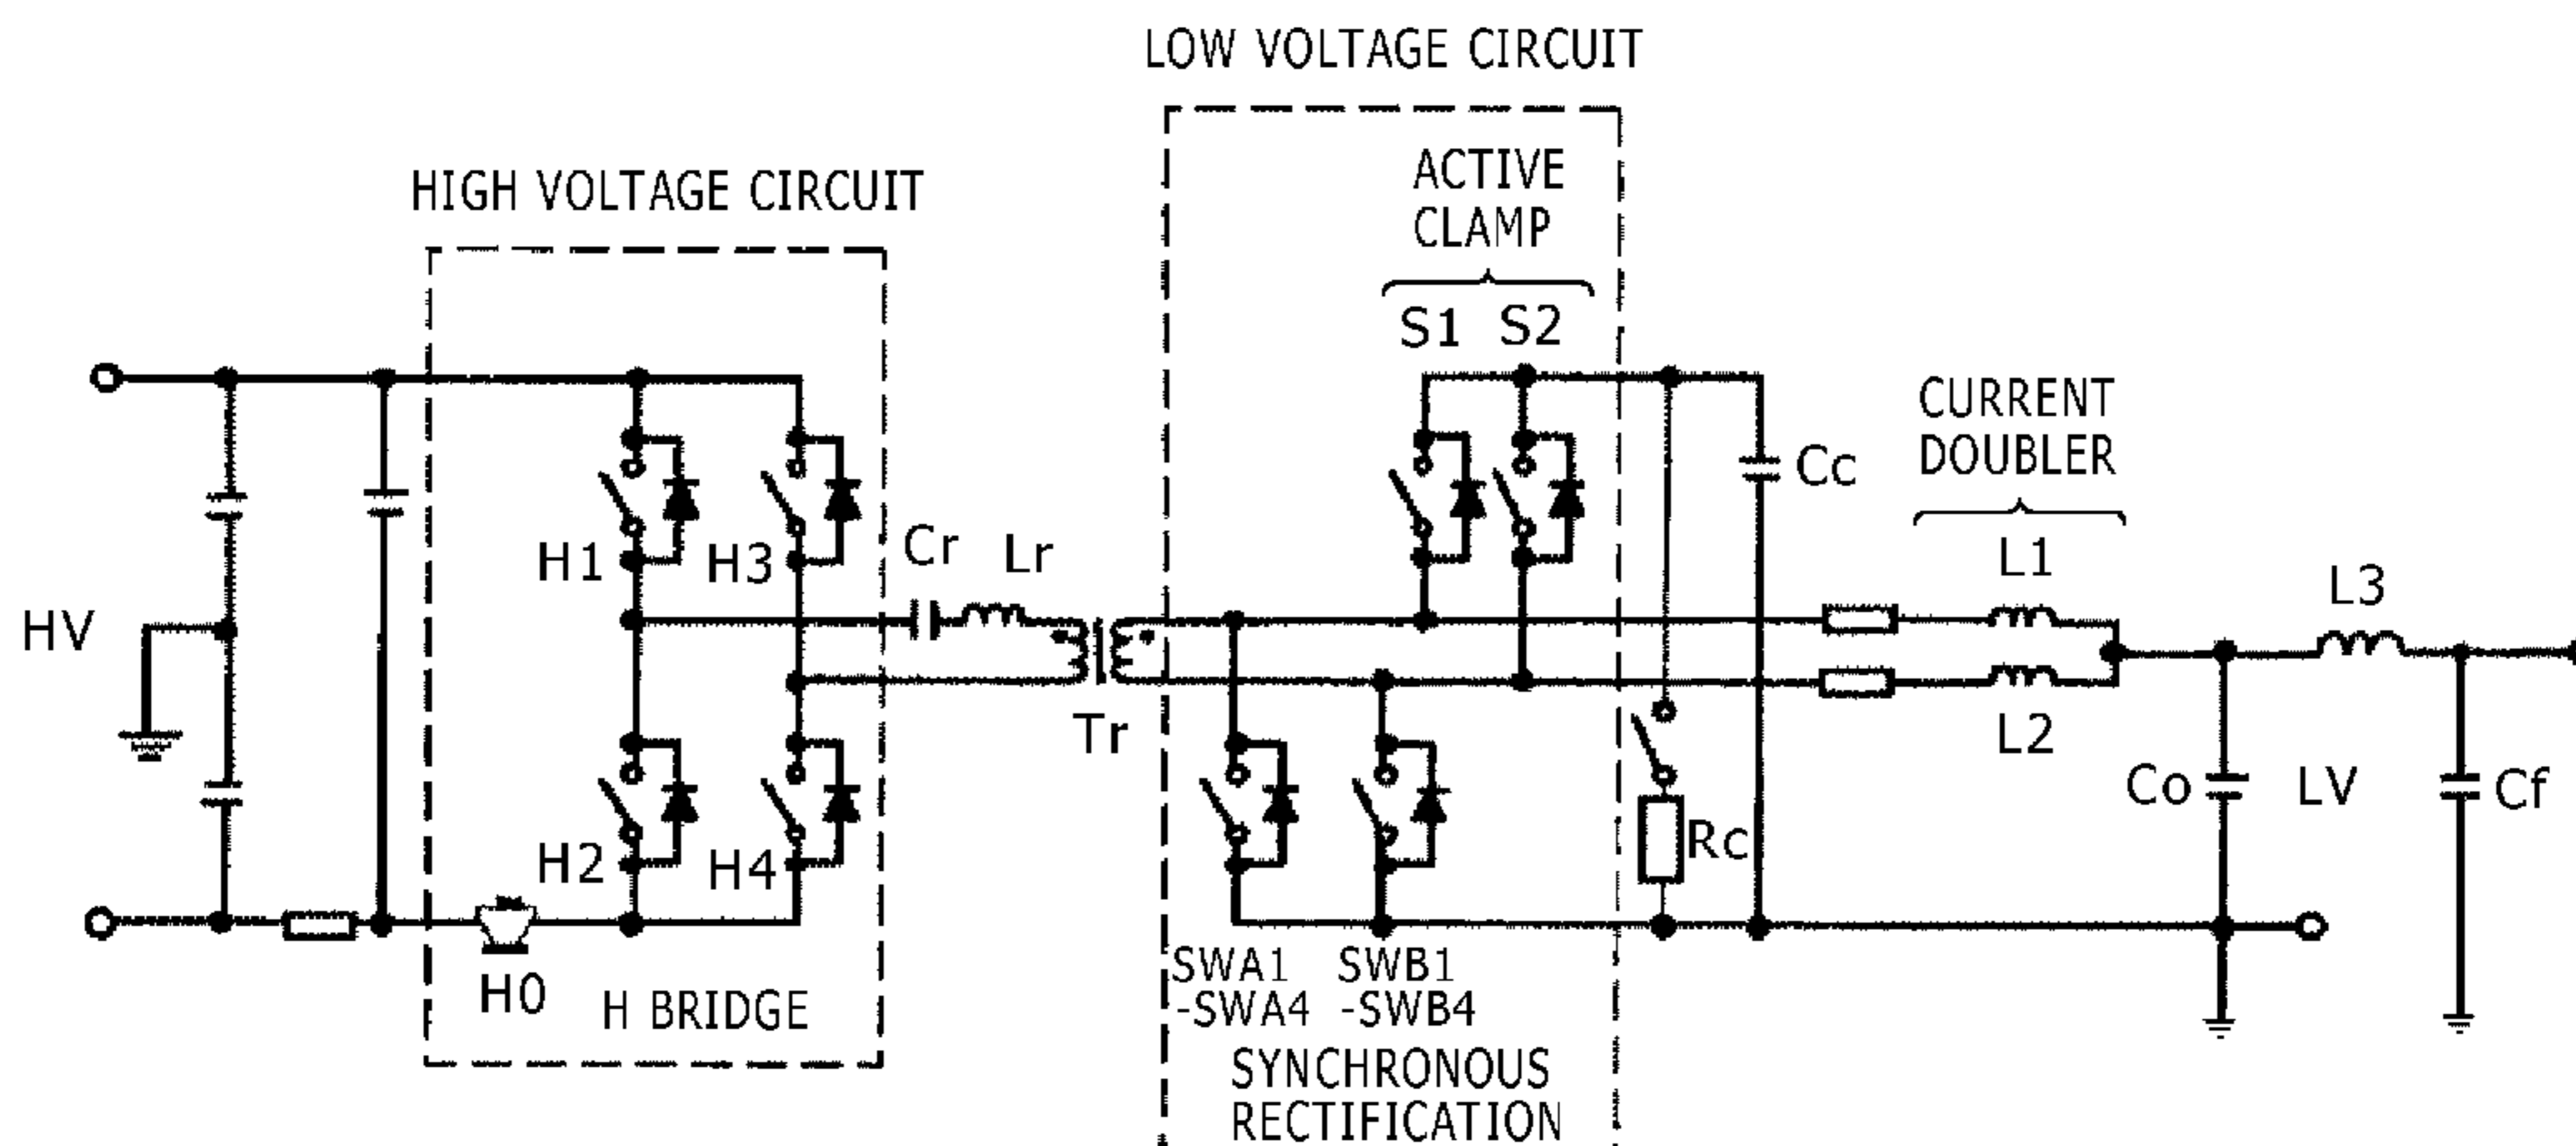 LOW VOLTAGE CIRCUIT
HIGH VOLTAGE CIRCUIT
ACTIVE
CLAMP
S1 S2
CURRENT
DOUBLER
Cc
H1
H3
Cr
Lr
L1
L3
HV
Tr
L2
Co
LV
Cf
H2
H4
Rc
H0
H BRIDGE
SWA1
-SWA4
SWB1
-SWB4
SYNCHRONOUS
RECTIFICATION